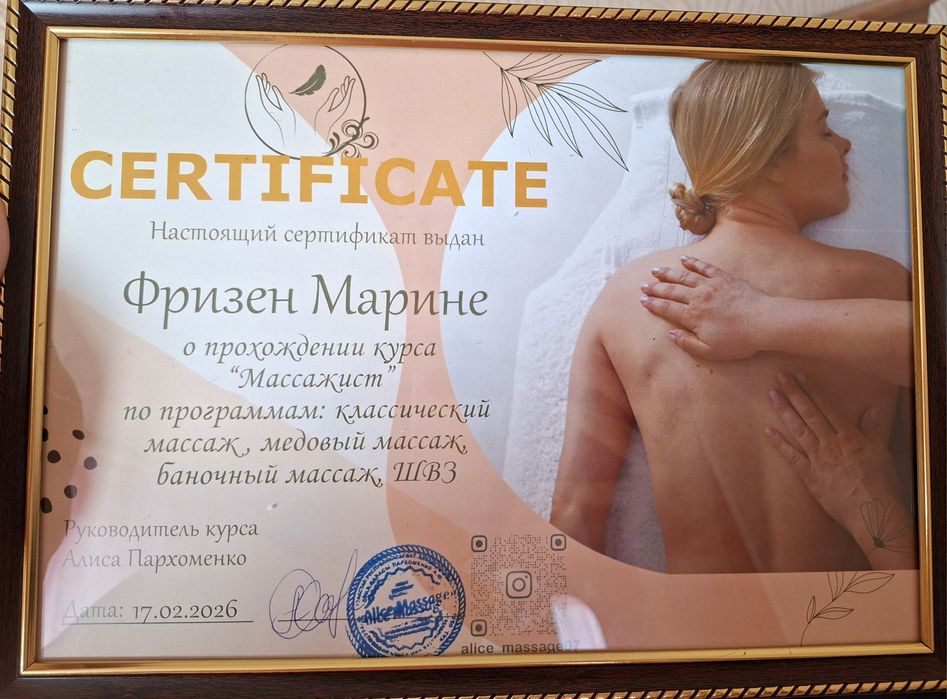 CERTIFICATE
Настоящий сертификат выдан
Фризен Марине
о прохождении курса
“Массажист”
по программам: классический
массаж , медовый массаж,
баночный массаж, ШВЗ
Руководитель курса
Алиса Пархоменко
Дата: 17.02.2026
Alice Massage
alice_massage07